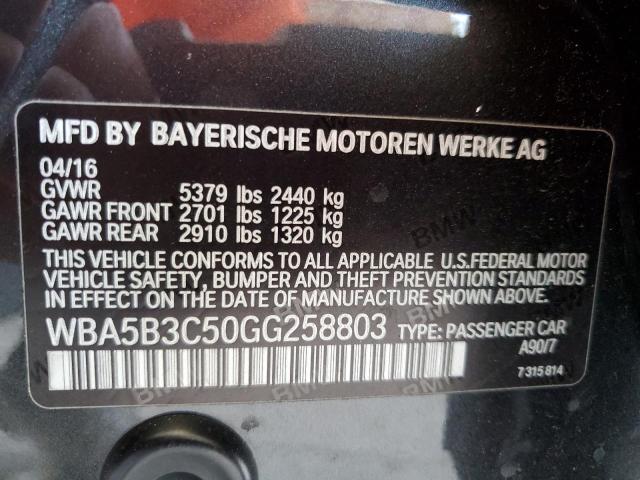 MFD BY BAYERISCHE MOTOREN WERKE AG
04/16
GVWR 5379 lbs 2440 kg
GAWR FRONT 2701 lbs 1225 kg
GAWR REAR 2910 lbs 1320 kg
THIS VEHICLE CONFORMS TO ALL APPLICABLE U.S.FEDERAL MOTOR
VEHICLE SAFETY, BUMPER AND THEFT PREVENTION STANDARDS
IN EFFECT ON THE DATE OF MANUFACTURE SHOWN ABOVE.
WBA5B3C50GG258803 TYPE: PASSENGER CAR
A90/7
7 315 814